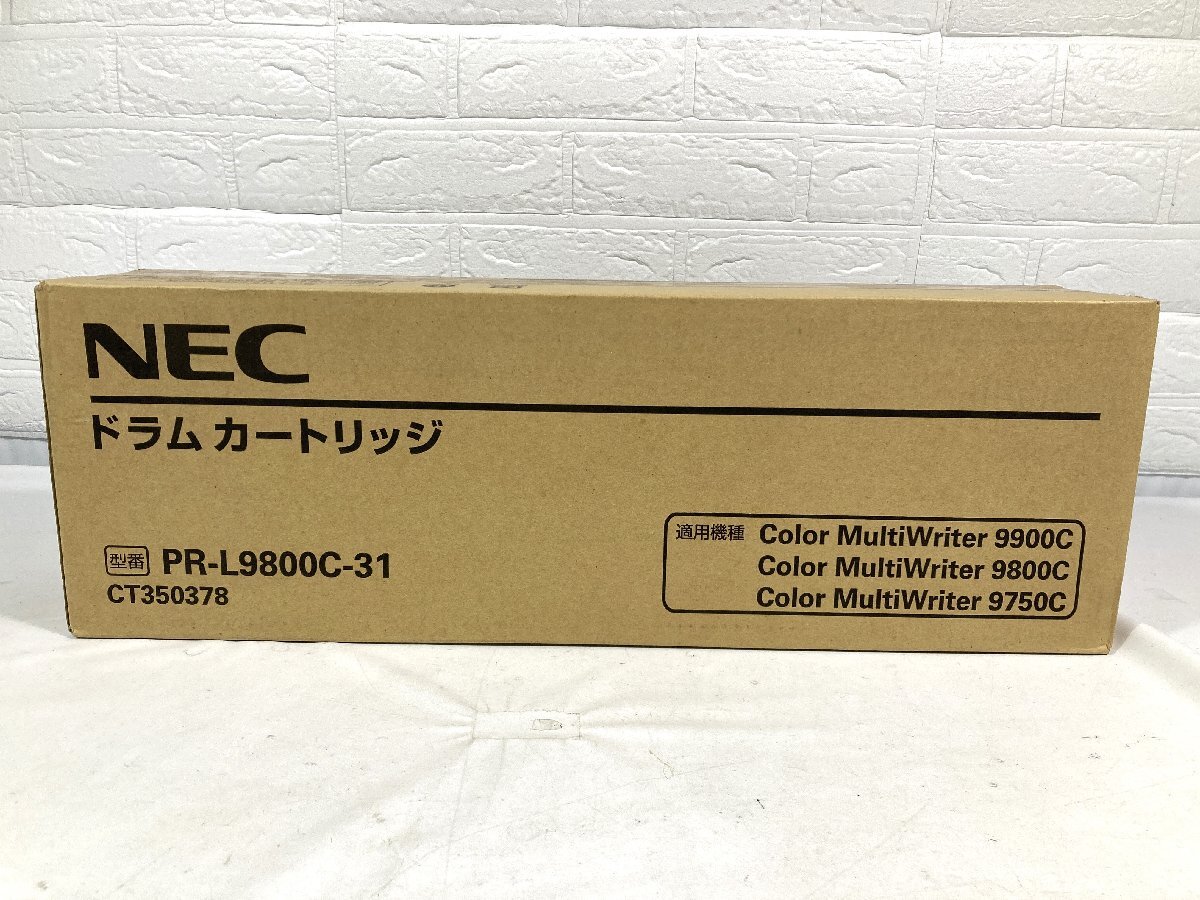 NEC
ドラム カートリッジ
型番 PR-L9800C-31
CT350378
適用機種 Color MultiWriter 9900C
Color MultiWriter 9800C
Color MultiWriter 9750C